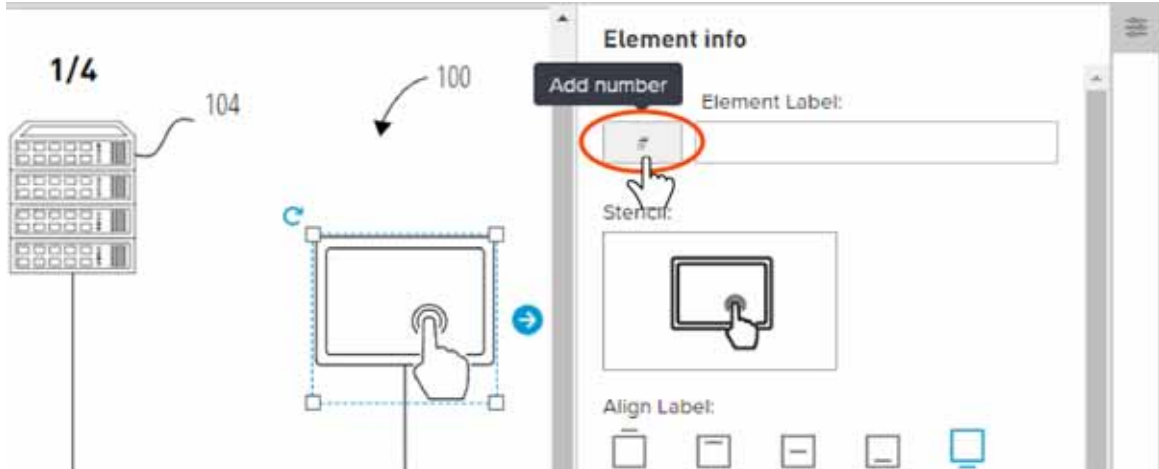 Element info
1/4
100
Add number
104
Element Label:
#
Stencil:
Align Label: